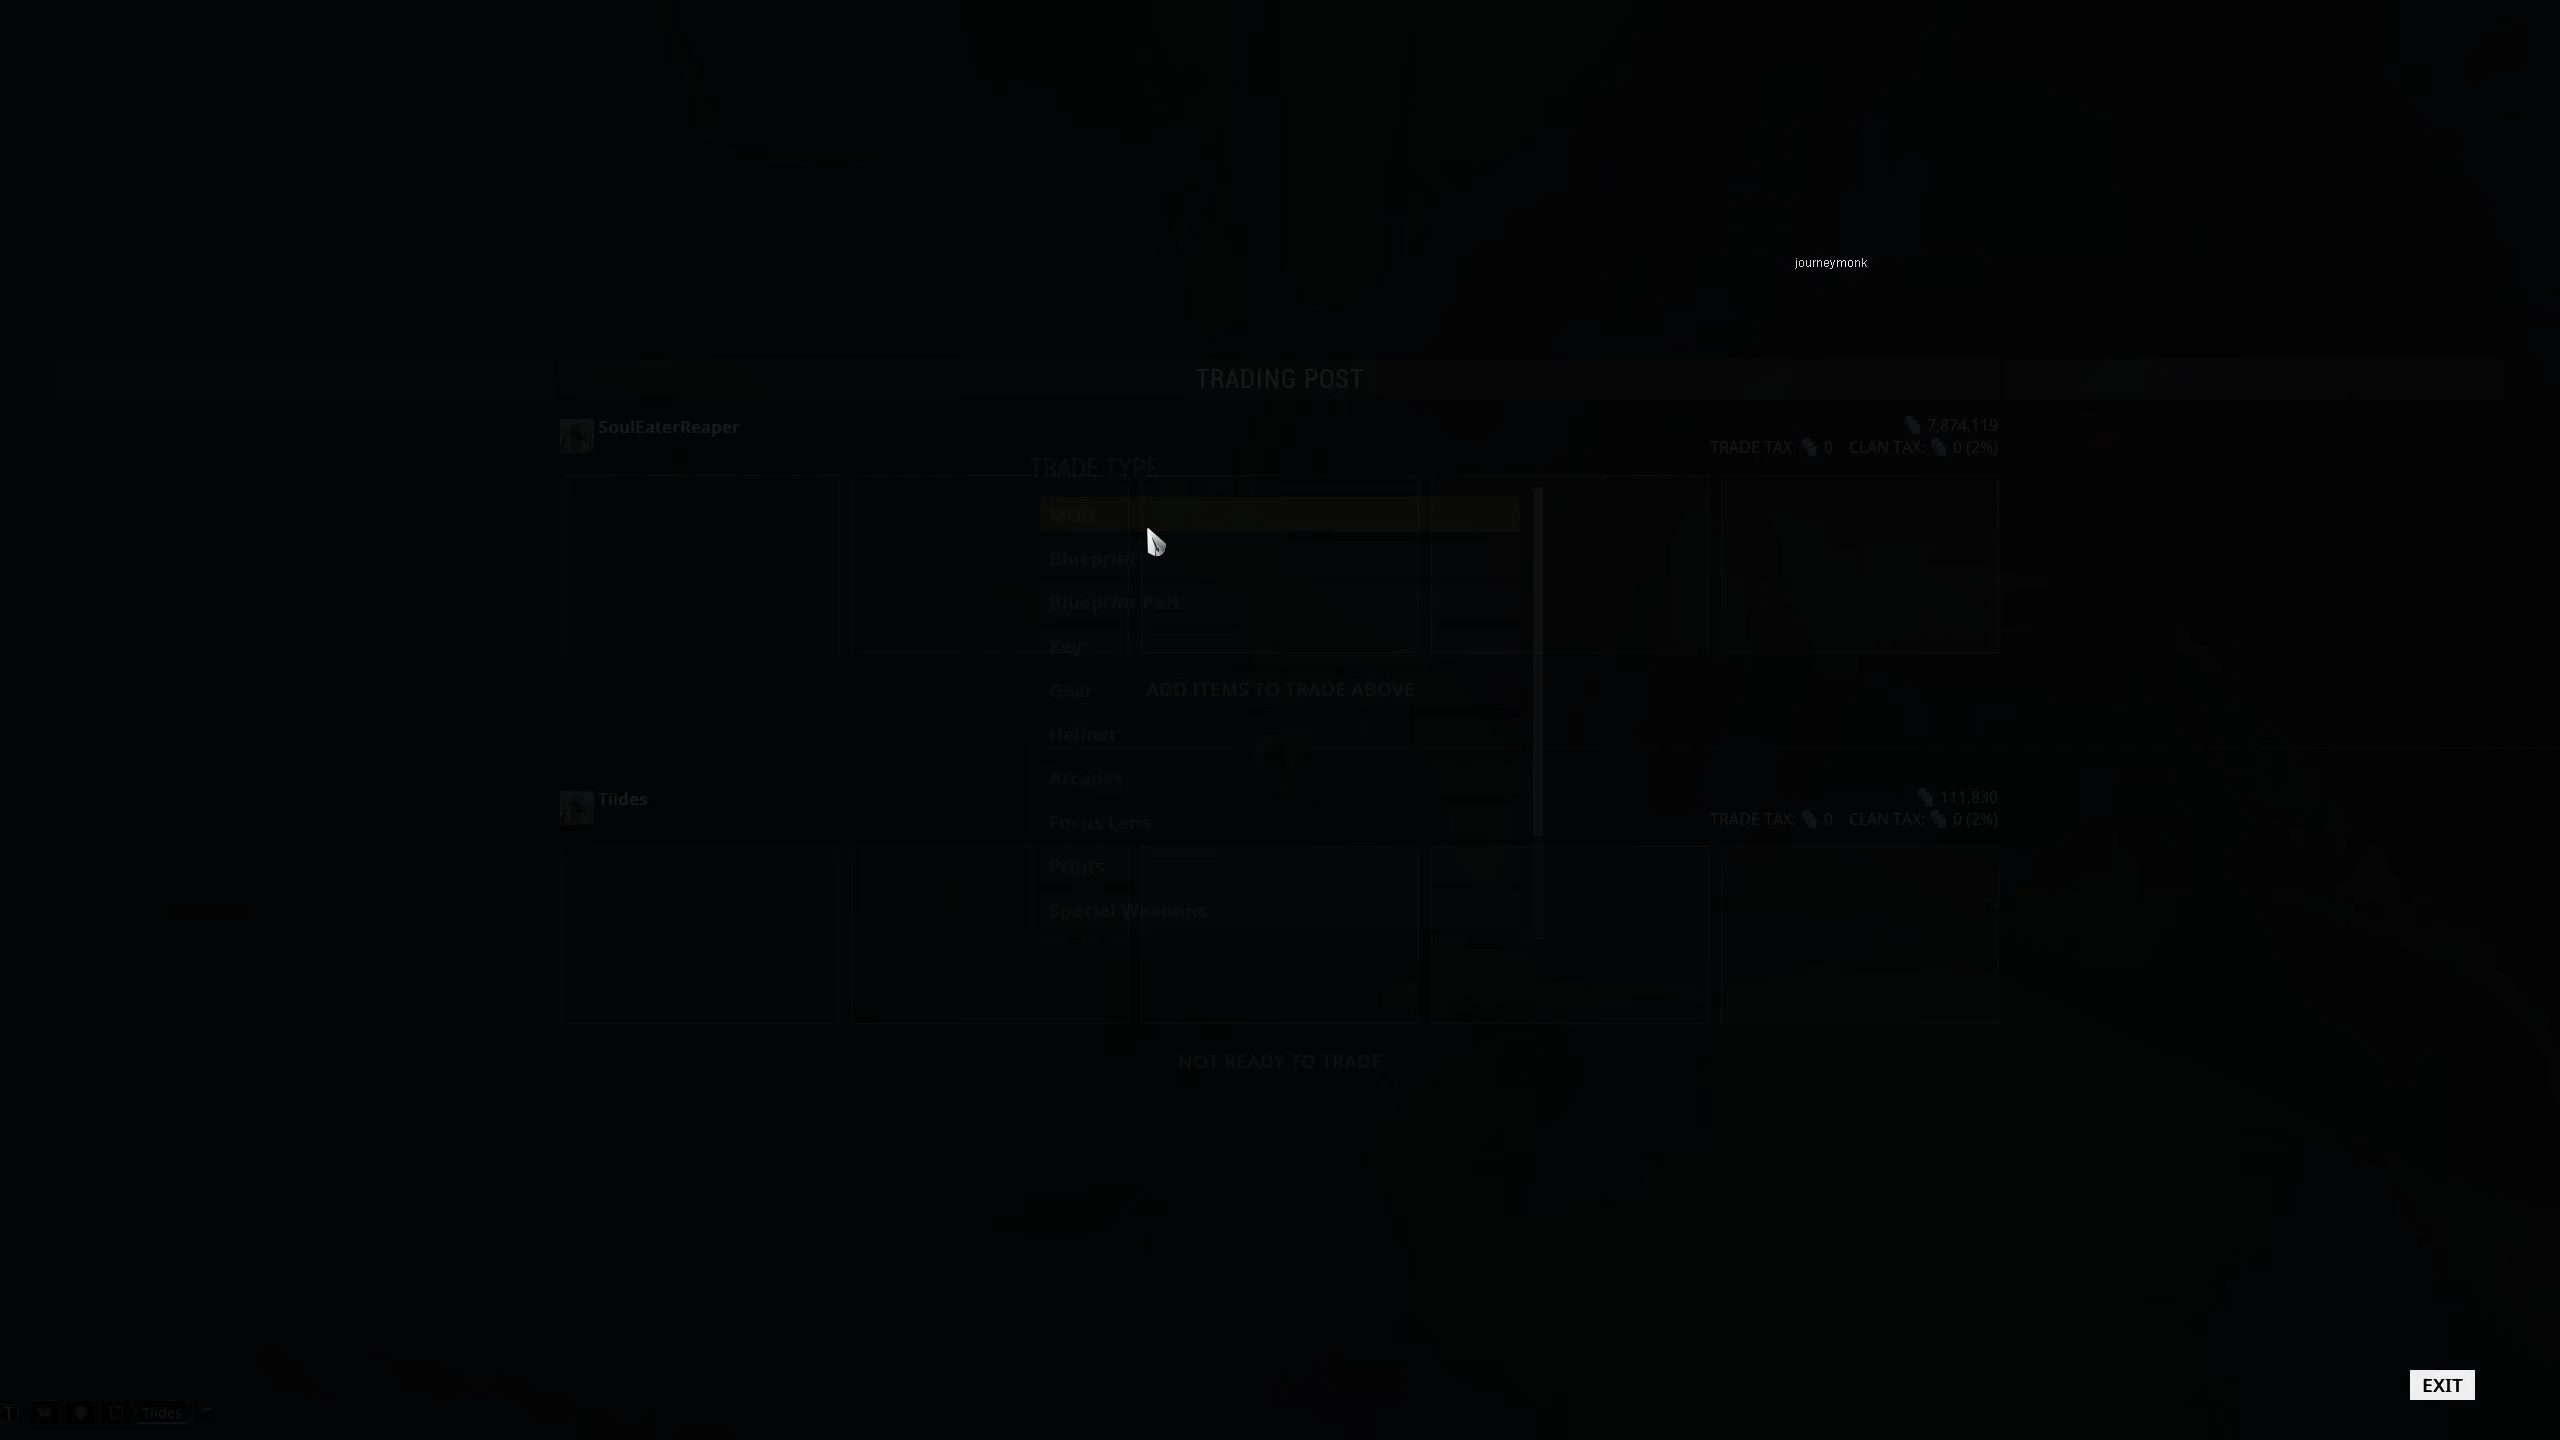 journeymonk
TRADING POST
SoulEaterReaper
7,874,119
TRADE TAX: 0 CLAN TAX: 0 (2%)
TRADE TYPE
Mod
Blueprint
Blueprint Part
Key
Gear
ADD ITEMS TO TRADE ABOVE
Helmet
Arcanes
Tiides
111,830
TRADE TAX: 0 CLAN TAX: 0 (2%)
Focus Lens
Special Weapons
NOT READY TO TRADE
EXIT
T
Tiides